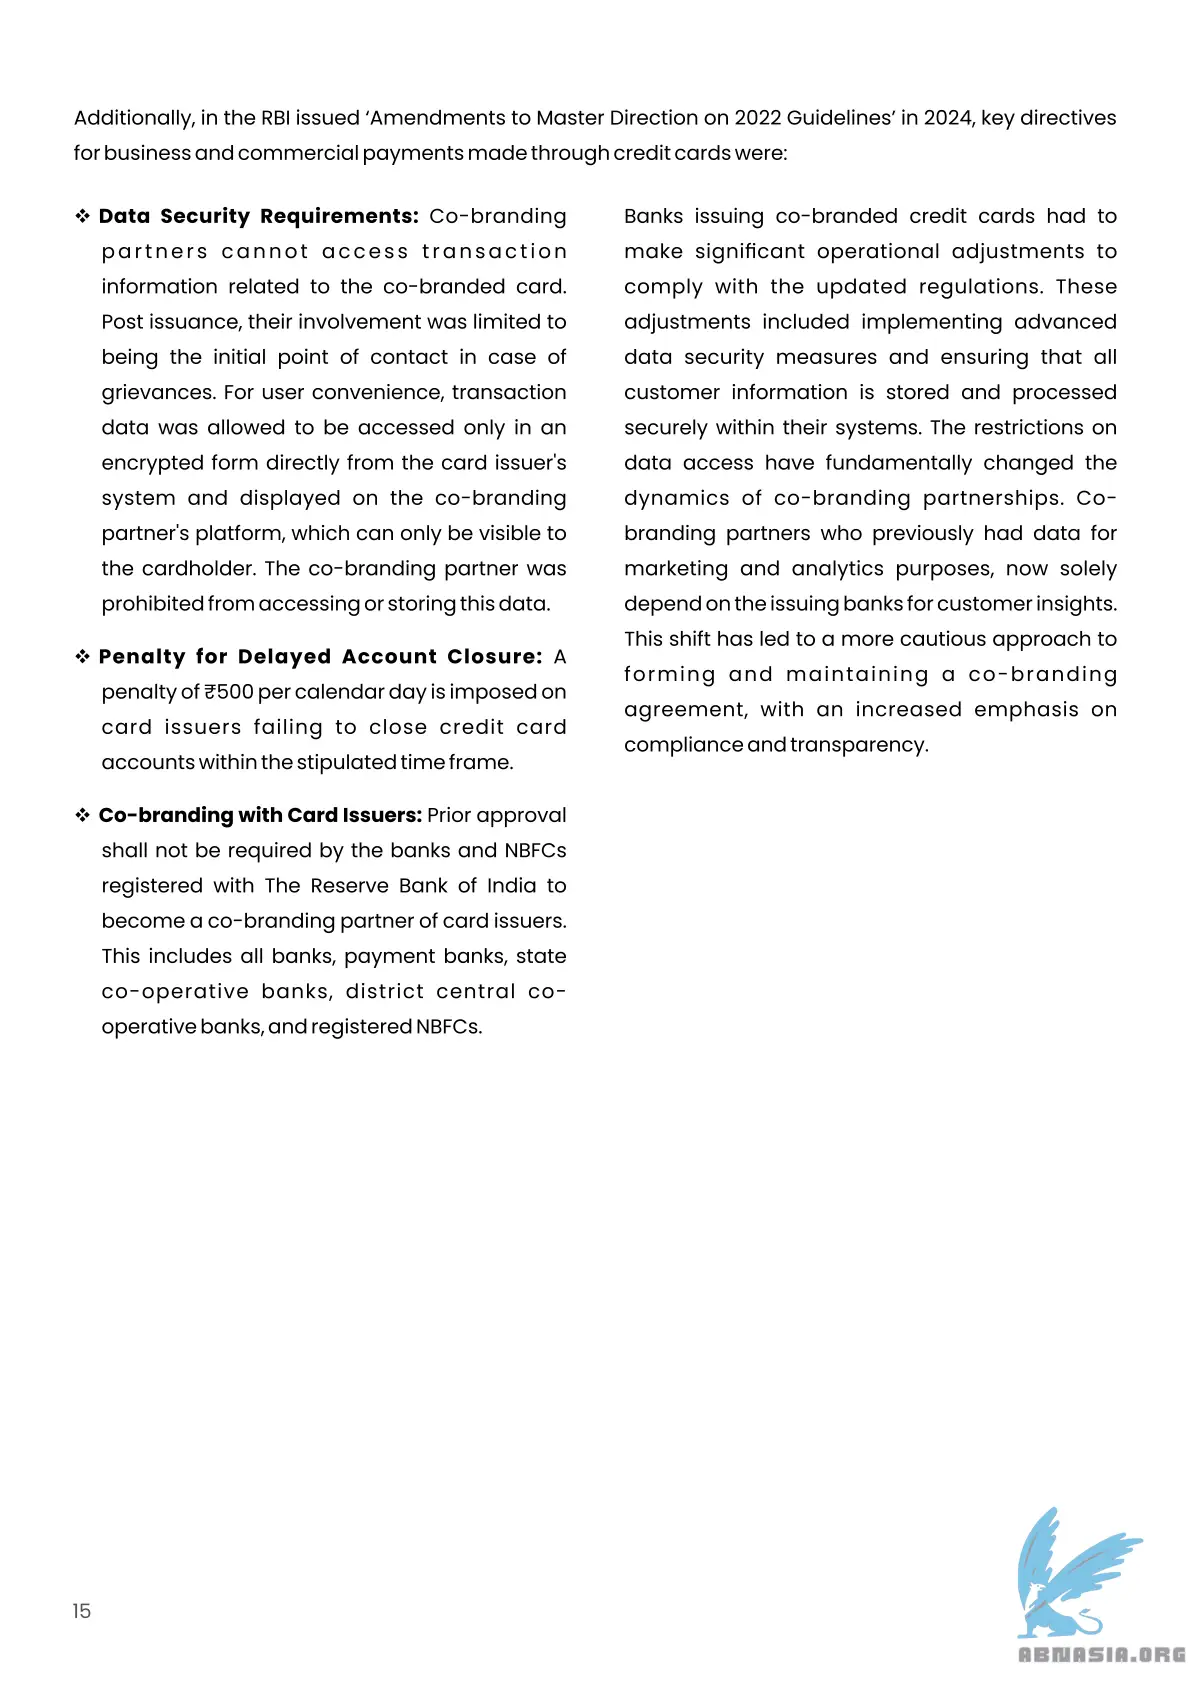 Additionally, in the RBI issued ‘Amendments to Master Direction on 2022 Guidelines’ in 2024, key directives
for business and commercial payments made through credit cards were:
❖ Data Security Requirements: Co-branding
partners cannot access transaction
information related to the co-branded card.
Post issuance, their involvement was limited to
being the initial point of contact in case of
grievances. For user convenience, transaction
data was allowed to be accessed only in an
encrypted form directly from the card issuer's
system and displayed on the co-branding
partner's platform, which can only be visible to
the cardholder. The co-branding partner was
prohibited from accessing or storing this data.
❖ Penalty for Delayed Account Closure: A
penalty of ₹500 per calendar day is imposed on
card issuers failing to close credit card
accounts within the stipulated time frame.
❖ Co-branding with Card Issuers: Prior approval
shall not be required by the banks and NBFCs
registered with The Reserve Bank of India to
become a co-branding partner of card issuers.
This includes all banks, payment banks, state
co-operative banks, district central co-
operative banks, and registered NBFCs.
Banks issuing co-branded credit cards had to
make significant operational adjustments to
comply with the updated regulations. These
adjustments included implementing advanced
data security measures and ensuring that all
customer information is stored and processed
securely within their systems. The restrictions on
data access have fundamentally changed the
dynamics of co-branding partnerships. Co-
branding partners who previously had data for
marketing and analytics purposes, now solely
depend on the issuing banks for customer insights.
This shift has led to a more cautious approach to
forming and maintaining a co-branding
agreement, with an increased emphasis on
compliance and transparency.
15
ABNASIA.ORG